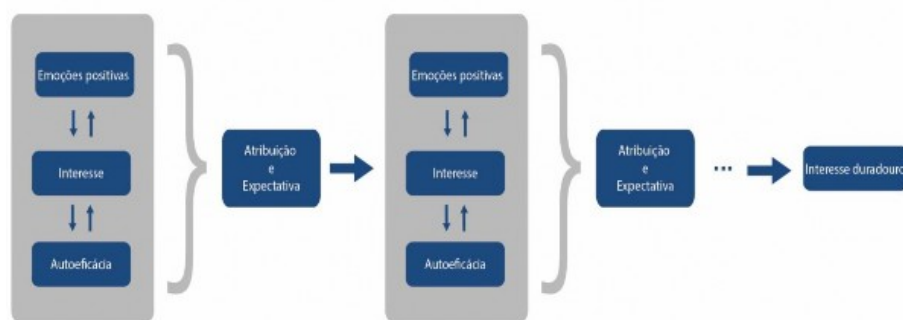 Emoções positivas
Interesse
Autoeficácia
Atribuição
e
Expectativa
Emoções positivas
Interesse
Autoeficácia
Atribuição
e
Expectativa
...
Interesse duradouro